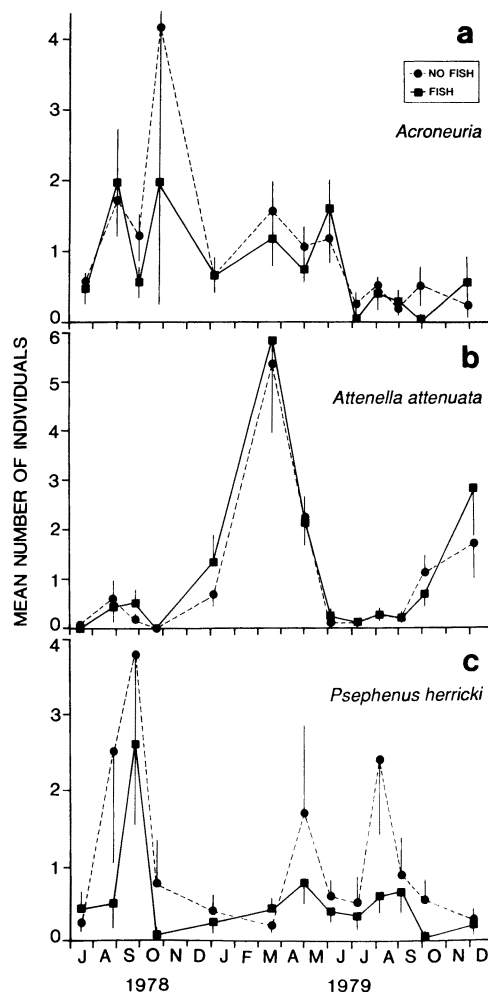 a
NO FISH
FISH
Acroneuria
4
3
2
1
0
b
Attenella attenuata
6
5
4
3
2
1
0
c
Psephenus herricki
4
3
2
1
0
MEAN NUMBER OF INDIVIDUALS
J A S O N D J F M A M J J A S O N D
1978 1979